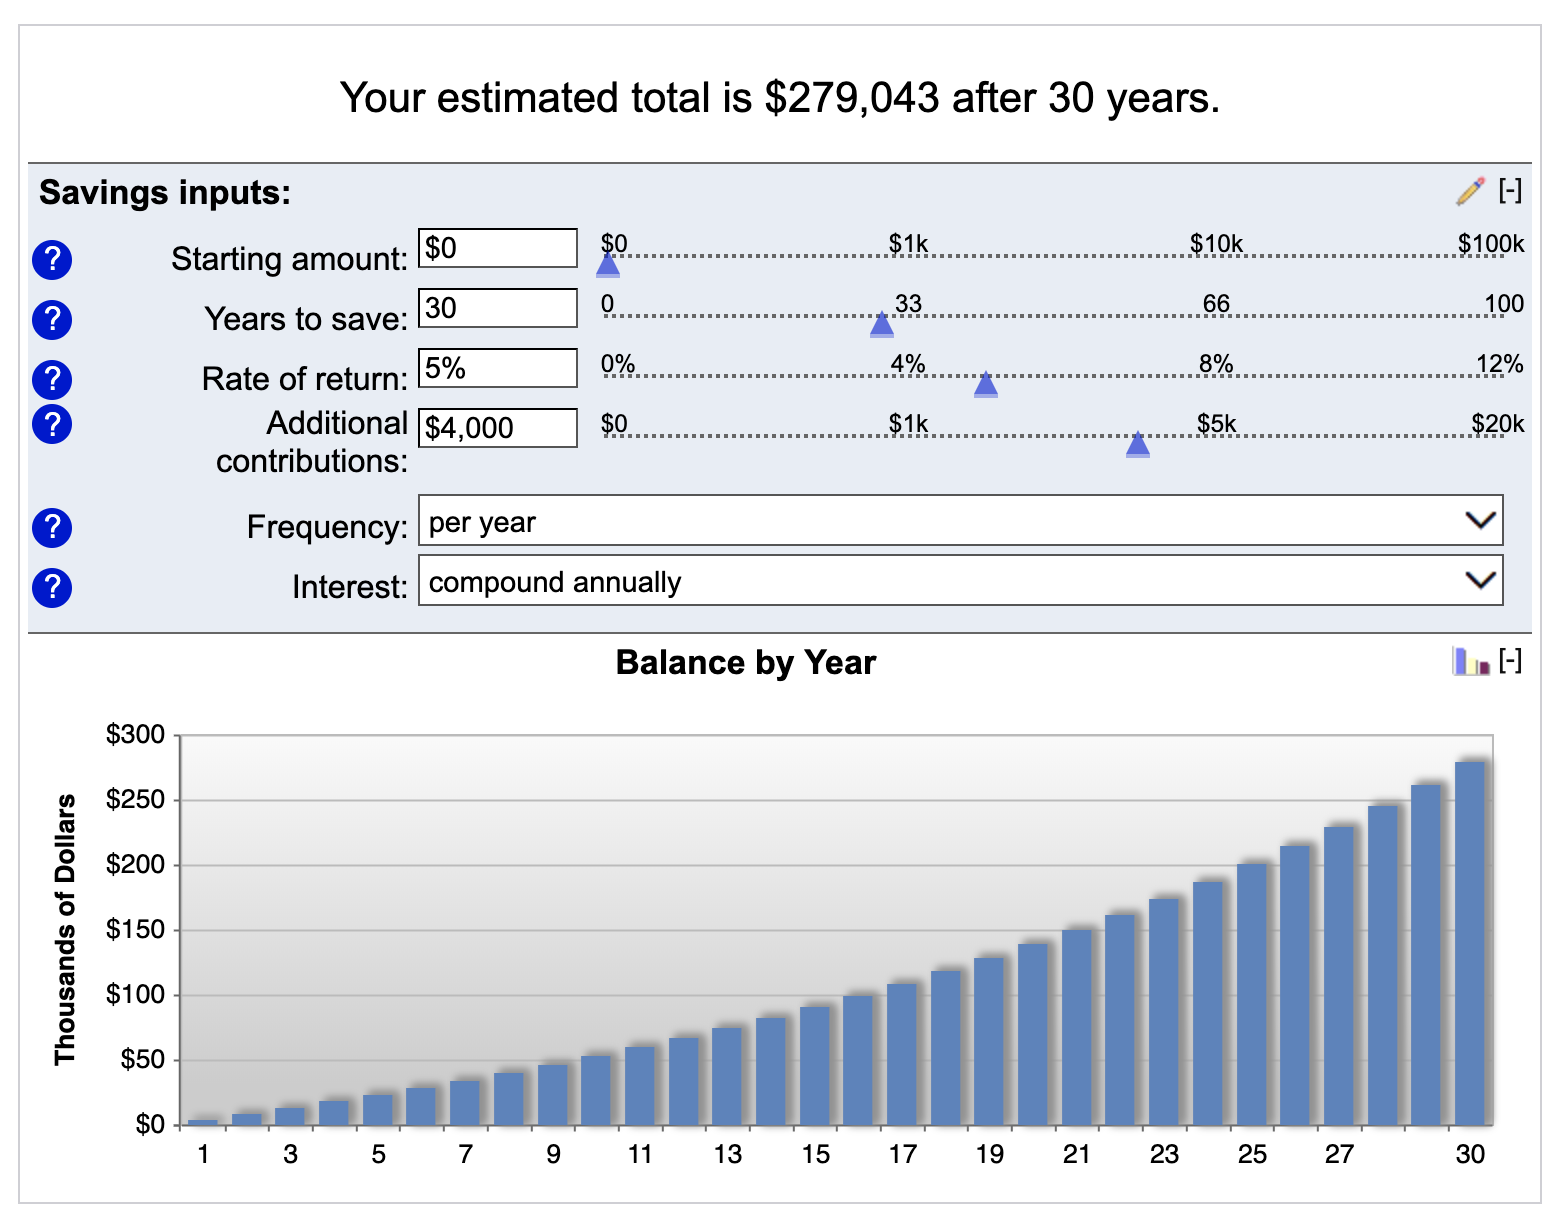 Your estimated total is $279,043 after 30 years.
Savings inputs:
[-]
? Starting amount: $0 $0 $1k $10k $100k
? Years to save: 30 0 33 66 100
? Rate of return: 5% 0% 4% 8% 12%
? Additional contributions: $4,000 $0 $1k $5k $20k
? Frequency: per year
? Interest: compound annually
Balance by Year
[-]
Thousands of Dollars
$300
$250
$200
$150
$100
$50
$0
1 3 5 7 9 11 13 15 17 19 21 23 25 27 30